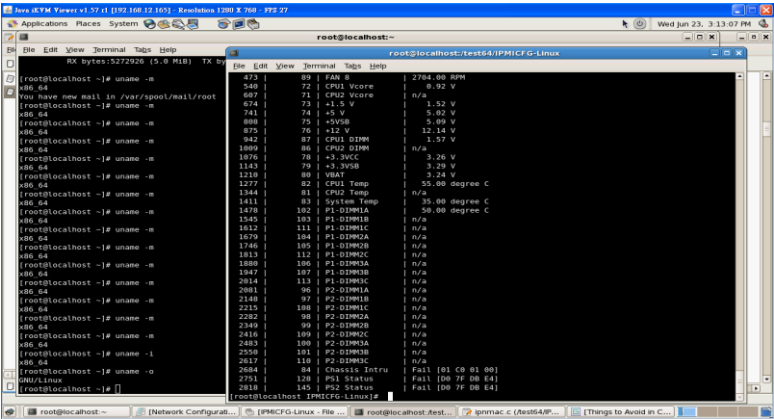 Java iKVM Viewer v1.57 r1 [192.168.12.165] - Resolution 1280 X 768 - FPS 27
Applications Places System
Wed Jun 23, 3:13:07 PM
root@localhost:~
File Edit View Terminal Tabs Help
RX bytes:5272926 (5.0 MiB) TX by
[root@localhost ~]# uname -m
x86_64
You have new mail in /var/spool/mail/root
[root@localhost ~]# uname -m
x86_64
[root@localhost ~]# uname -m
x86_64
[root@localhost ~]# uname -m
x86_64
[root@localhost ~]# uname -m
x86_64
[root@localhost ~]# uname -m
x86_64
[root@localhost ~]# uname -m
x86_64
[root@localhost ~]# uname -m
x86_64
[root@localhost ~]# uname -m
x86_64
[root@localhost ~]# uname -m
x86_64
[root@localhost ~]# uname -m
x86_64
[root@localhost ~]# uname -m
x86_64
[root@localhost ~]# uname -m
x86_64
[root@localhost ~]# uname -m
x86_64
[root@localhost ~]# uname -i
x86_64
[root@localhost ~]# uname -o
GNU/Linux
[root@localhost ~]#
root@localhost:/test64/IPMICFG-Linux
File Edit View Terminal Tabs Help
473 | 89 | FAN 8 | 2704.00 RPM
540 | 72 | CPU1 Vcore | 0.92 V
607 | 71 | CPU2 Vcore | n/a
674 | 73 | +1.5 V | 1.52 V
741 | 74 | +5 V | 5.02 V
808 | 75 | +5VSB | 5.09 V
875 | 76 | +12 V | 12.14 V
942 | 87 | CPU1 DIMM | 1.57 V
1009 | 86 | CPU2 DIMM | n/a
1076 | 78 | +3.3VCC | 3.26 V
1143 | 79 | +3.3VSB | 3.29 V
1210 | 80 | VBAT | 3.24 V
1277 | 82 | CPU1 Temp | 55.00 degree C
1344 | 81 | CPU2 Temp | n/a
1411 | 83 | System Temp | 35.00 degree C
1478 | 102 | P1-DIMM1A | 50.00 degree C
1545 | 103 | P1-DIMM1B | n/a
1612 | 111 | P1-DIMM1C | n/a
1679 | 104 | P1-DIMM2A | n/a
1746 | 105 | P1-DIMM2B | n/a
1813 | 112 | P1-DIMM2C | n/a
1880 | 106 | P1-DIMM3A | n/a
1947 | 107 | P1-DIMM3B | n/a
2014 | 113 | P1-DIMM3C | n/a
2081 | 96 | P2-DIMM1A | n/a
2148 | 97 | P2-DIMM1B | n/a
2215 | 108 | P2-DIMM1C | n/a
2282 | 98 | P2-DIMM2A | n/a
2349 | 99 | P2-DIMM2B | n/a
2416 | 109 | P2-DIMM2C | n/a
2483 | 100 | P2-DIMM3A | n/a
2550 | 101 | P2-DIMM3B | n/a
2617 | 110 | P2-DIMM3C | n/a
2684 | 84 | Chassis Intru | Fail [01 C0 01 00]
2751 | 128 | PS1 Status | Fail [D0 7F DB E4]
2818 | 145 | PS2 Status | Fail [D0 7F DB E4]
[root@localhost IPMICFG-Linux]#
root@localhost:~
[Network Configurati...
[IPMICFG-Linux - File ...
root@localhost:/test...
ipnmac.c (/test64/IP...
[Things to Avoid in C...